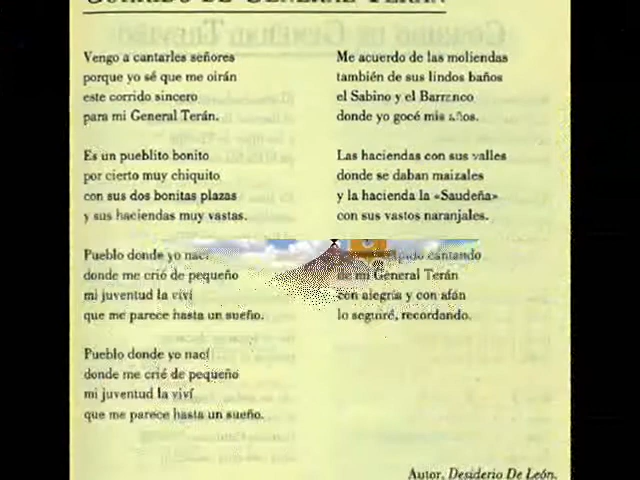 CORRIDO DE GENERAL TERÁN
Vengo a cantarles señores
porque yo sé que me oirán
este corrido sincero
para mi General Terán.
Es un pueblito bonito
por cierto muy chiquito
con sus dos bonitas plazas
y sus haciendas muy vastas.
Pueblo donde yo nací
donde me crié de pequeño
mi juventud la viví
que me parece hasta un sueño.
Pueblo donde yo nací
donde me crié de pequeño
mi juventud la viví
que me parece hasta un sueño.
Me acuerdo de las moliendas
también de sus lindos baños
el Sabino y el Barranco
donde yo gocé mis años.
Las haciendas con sus valles
donde se daban maizales
y la hacienda la «Saudeña»
con sus vastos naranjales.
cantando
de mi General Terán
con alegría y con afán
lo seguiré, recordando.
Autor. Desiderio De León.